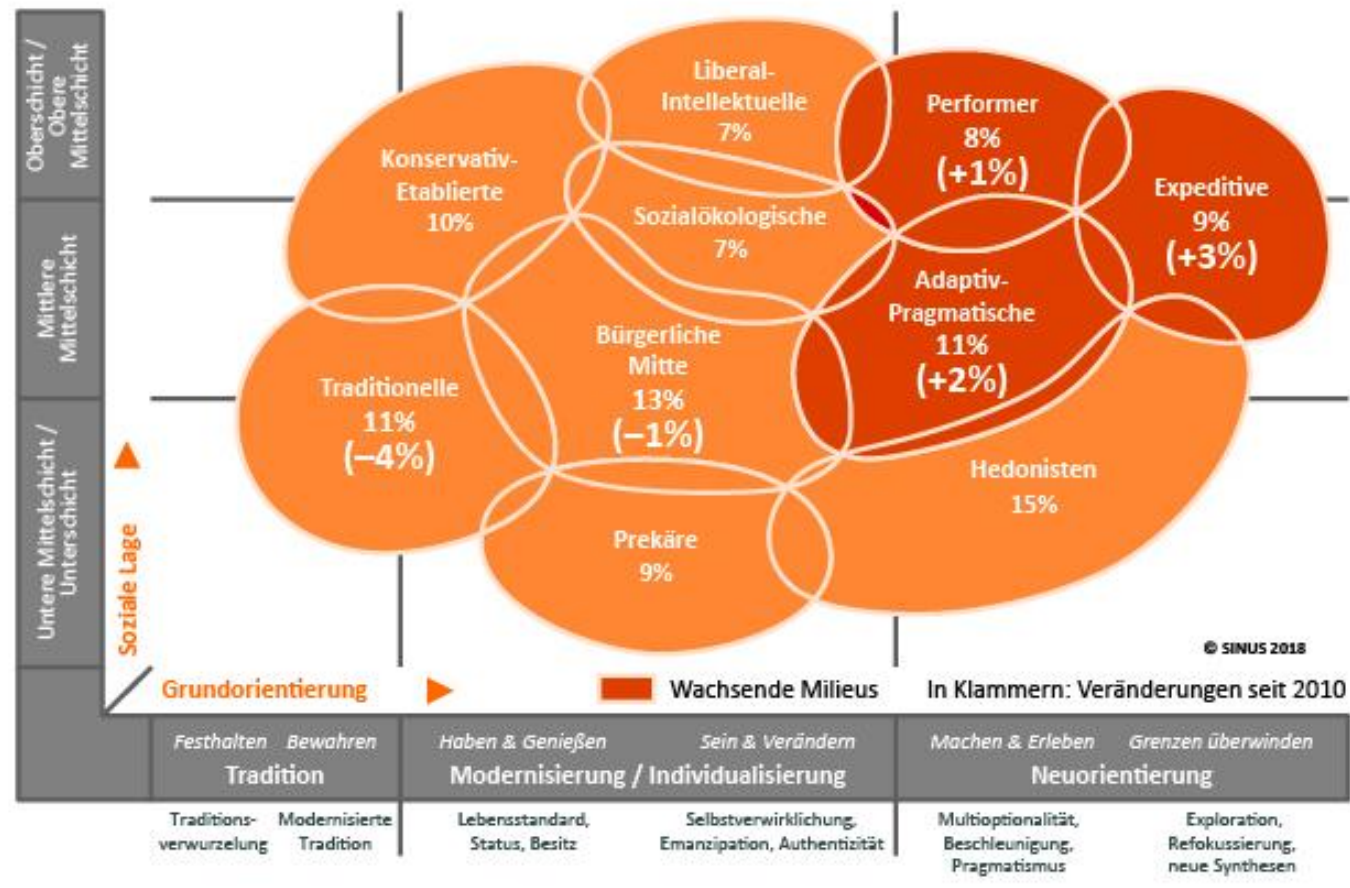 Oberschicht /
Obere
Mittelschicht
Mittlere
Mittelschicht
Untere Mittelschicht /
Unterschicht
Soziale Lage
Liberal-
Intellektuelle
7%
Performer
8%
(+1%)
Konservativ-
Etablierte
10%
Expeditive
9%
(+3%)
Sozialökologische
7%
Adaptiv-
Pragmatische
11%
(+2%)
Bürgerliche
Mitte
13%
(–1%)
Traditionelle
11%
(–4%)
Hedonisten
15%
Prekäre
9%
© SINUS 2018
Grundorientierung
Wachsende Milieus
In Klammern: Veränderungen seit 2010
Festhalten Bewahren
Tradition
Haben & Genießen Sein & Verändern
Modernisierung / Individualisierung
Machen & Erleben Grenzen überwinden
Neuorientierung
Traditions-
verwurzelung
Modernisierte
Tradition
Lebensstandard,
Status, Besitz
Selbstverwirklichung,
Emanzipation, Authentizität
Multioptionalität,
Beschleunigung,
Pragmatismus
Exploration,
Refokussierung,
neue Synthesen